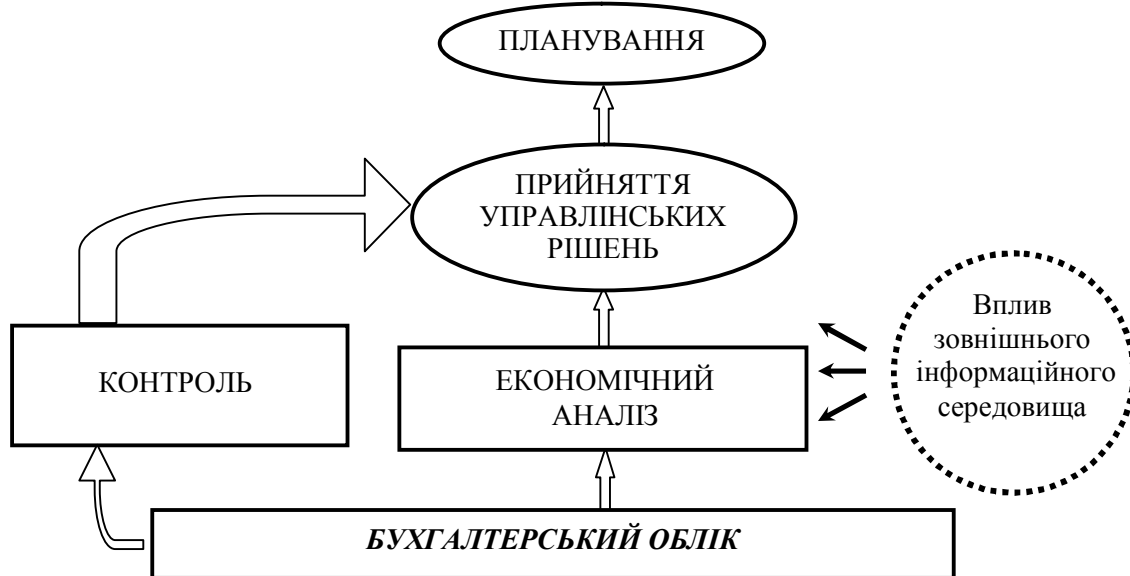 ПЛАНУВАННЯ
ПРИЙНЯТТЯ
УПРАВЛІНСЬКИХ
РІШЕНЬ
Вплив
зовнішнього
інформаційного
середовища
КОНТРОЛЬ
ЕКОНОМІЧНИЙ
АНАЛІЗ
БУХГАЛТЕРСЬКИЙ ОБЛІК